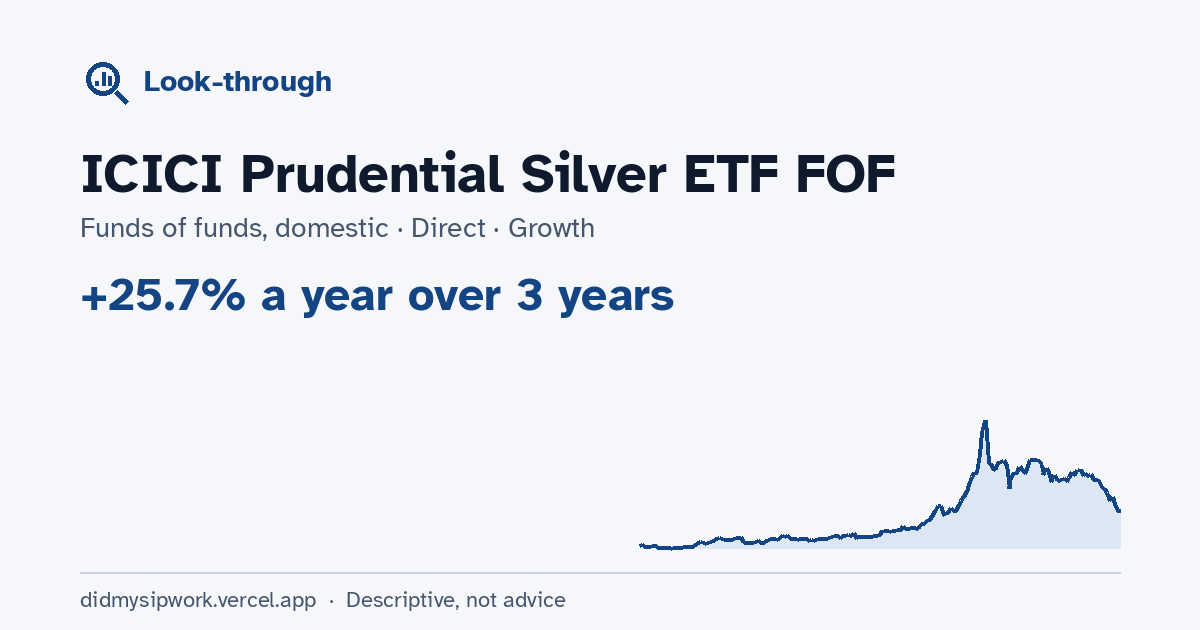 Look-through
ICICI Prudential Silver ETF FOF
Funds of funds, domestic · Direct · Growth
+25.7% a year over 3 years
didmysipwork.vercel.app · Descriptive, not advice